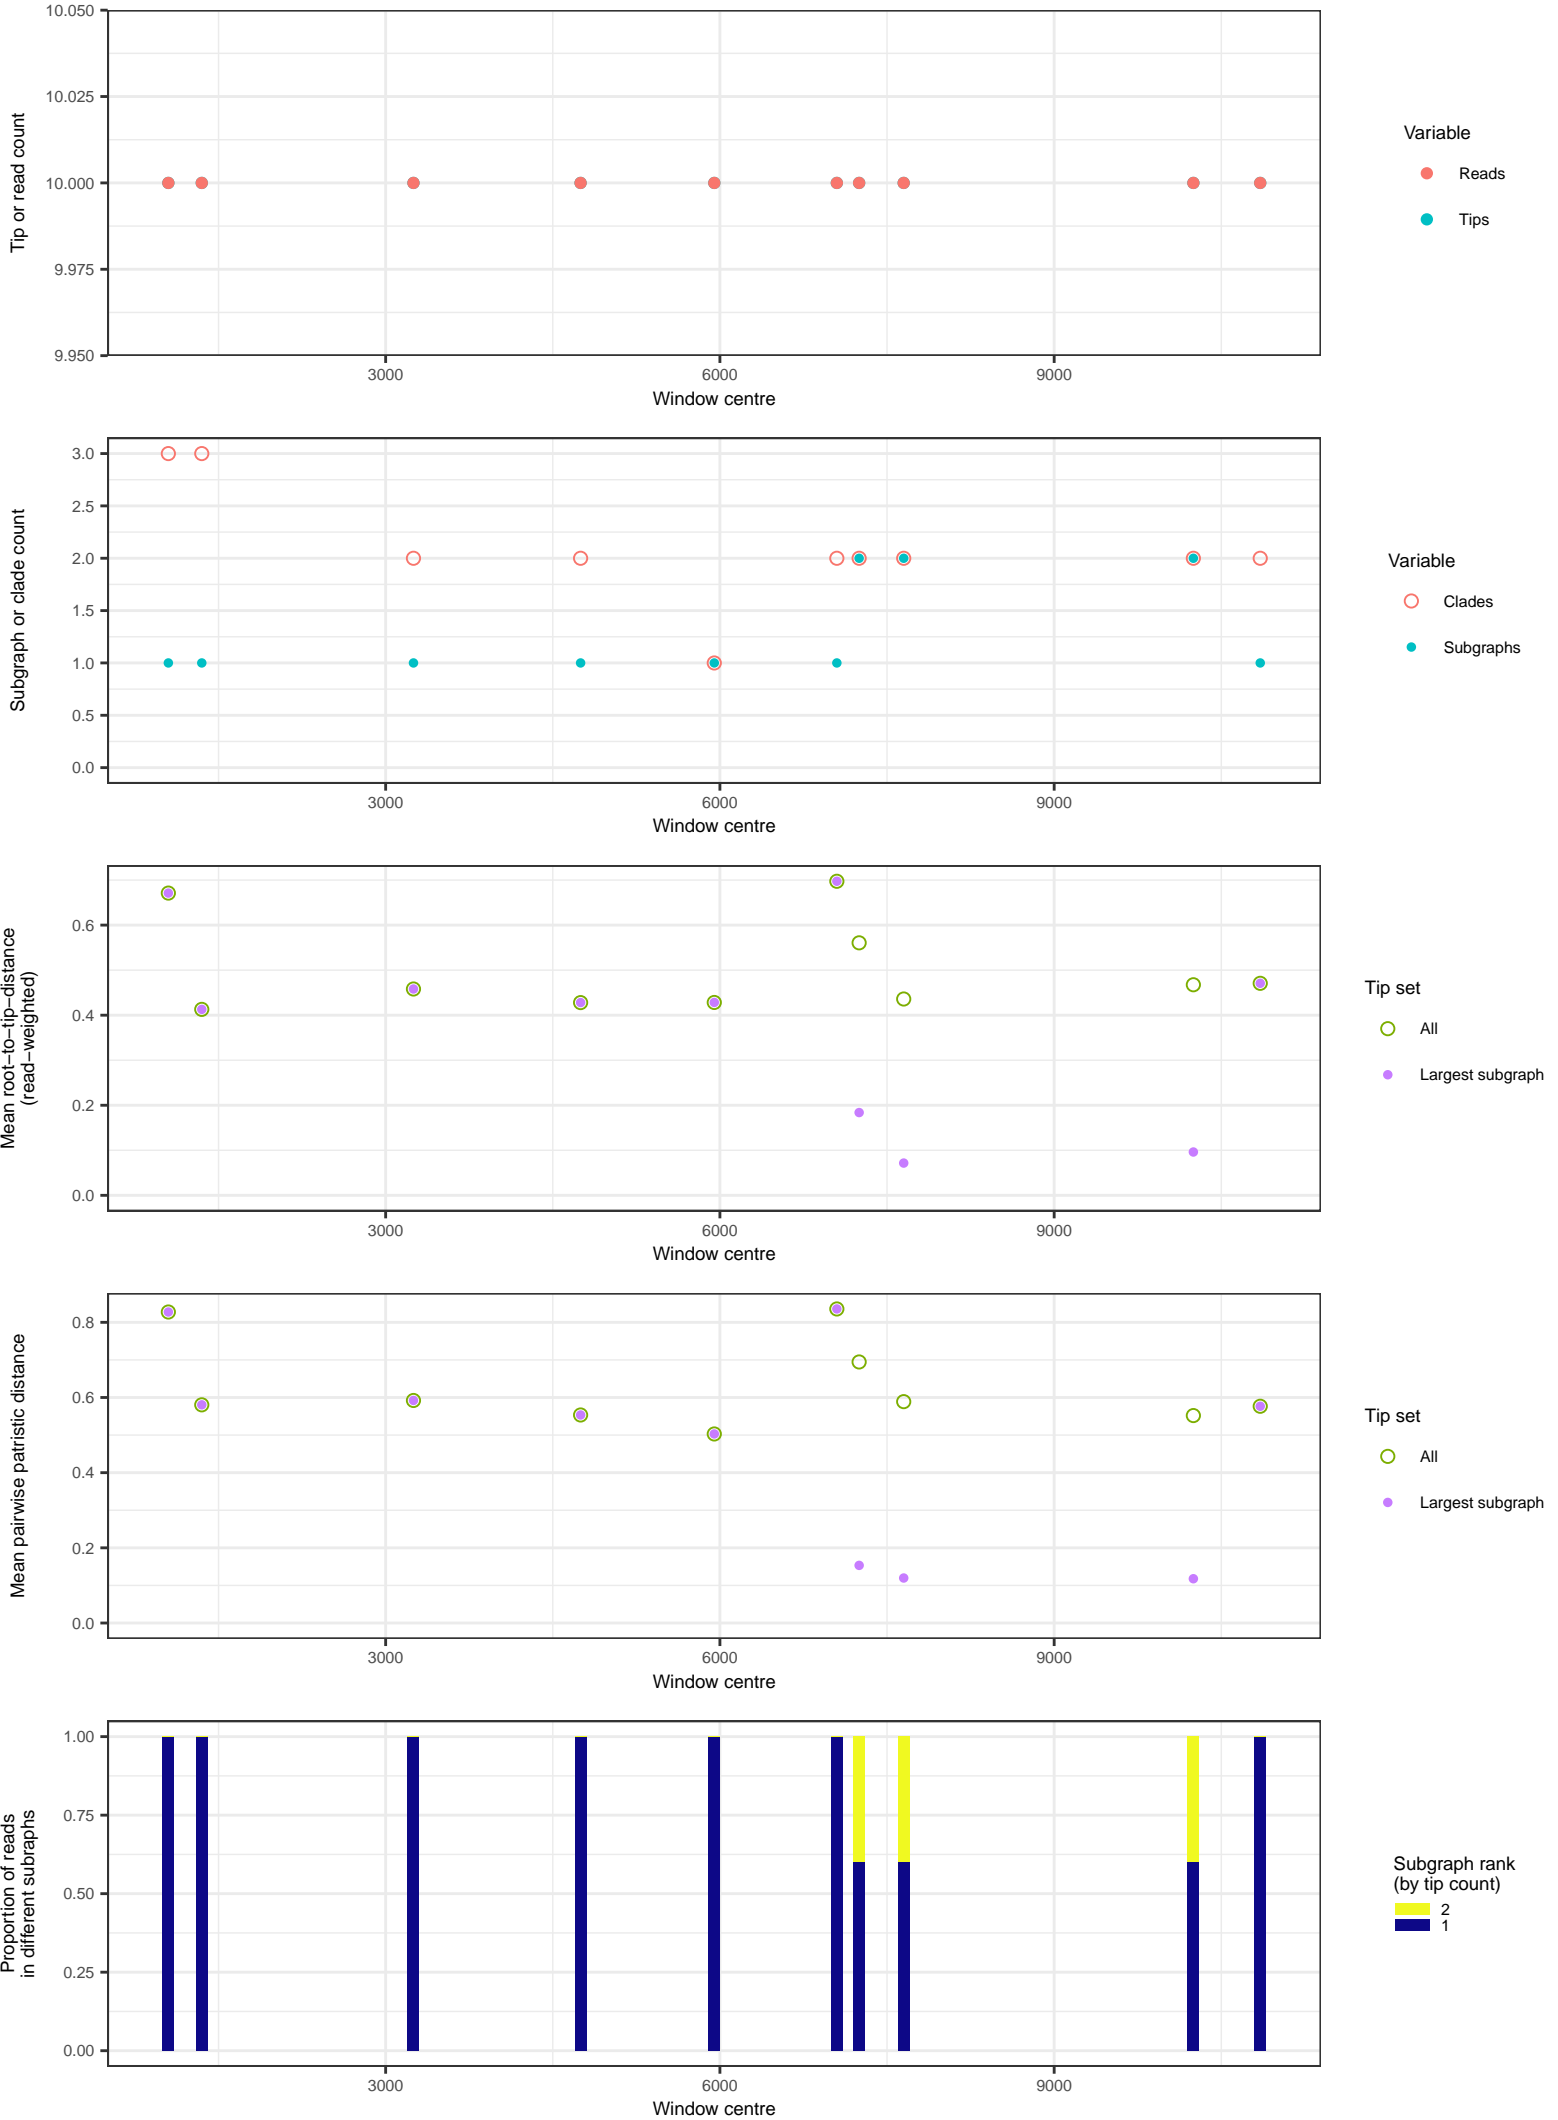 10.050
10.025
10.000
9.975
9.950
Tip or read count
3000 6000 9000
Window centre
Variable
Reads
Tips
3.0
2.5
2.0
1.5
1.0
0.5
0.0
Subgraph or clade count
3000 6000 9000
Window centre
Variable
Clades
Subgraphs
0.6
0.4
0.2
0.0
Mean root−to−tip−distance
(read−weighted)
3000 6000 9000
Window centre
Tip set
All
Largest subgraph
0.8
0.6
0.4
0.2
0.0
Mean pairwise patristic distance
3000 6000 9000
Window centre
Tip set
All
Largest subgraph
1.00
0.75
0.50
0.25
0.00
Proportion of reads
in different subraphs
3000 6000 9000
Window centre
Subgraph rank
(by tip count)
2
1